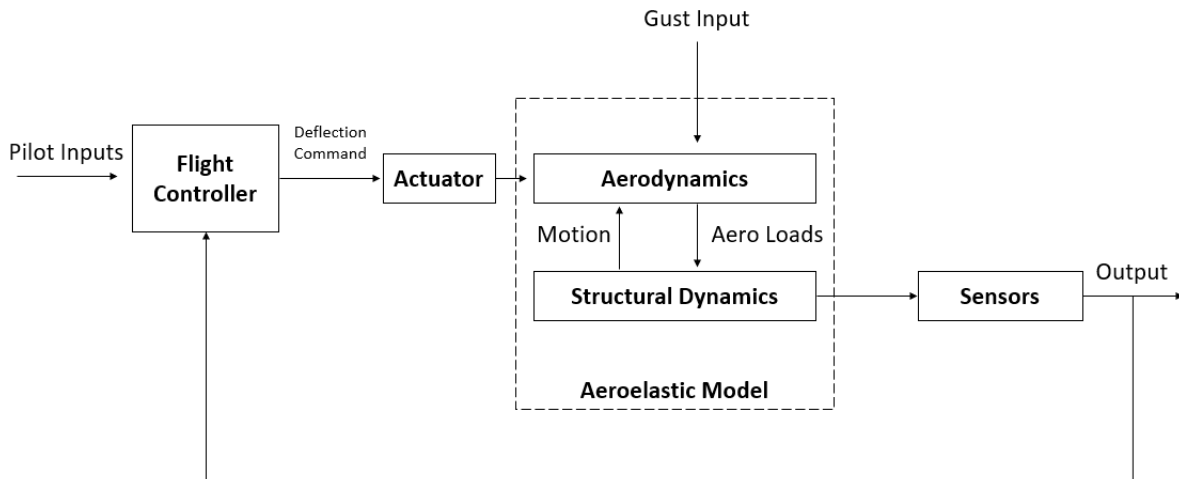 Gust Input
Pilot Inputs
Flight
Controller
Deflection
Command
Actuator
Aerodynamics
Motion
Aero Loads
Structural Dynamics
Sensors
Output
Aeroelastic Model